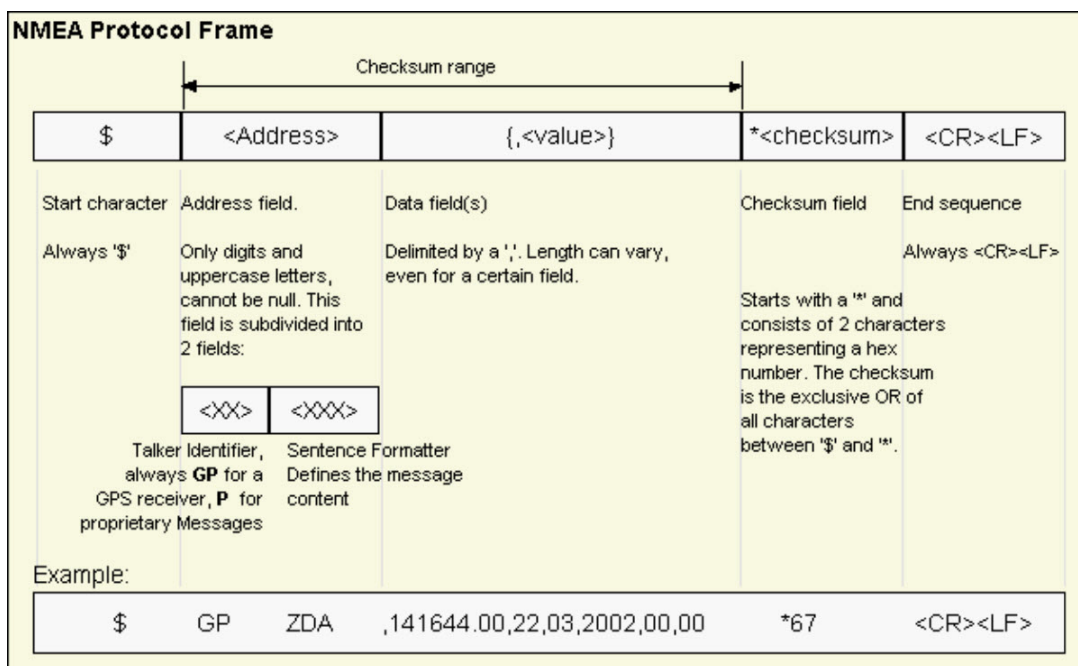 NMEA Protocol Frame
Checksum range
$ <Address> {,<value>} *<checksum> <CR><LF>
Start character Address field. Data field(s) Checksum field End sequence
Always '$'
Only digits and
uppercase letters,
cannot be null. This
field is subdivided into
2 fields:
Delimited by a ','. Length can vary,
even for a certain field.
Always <CR><LF>
Starts with a '*' and
consists of 2 characters
representing a hex
number. The checksum
is the exclusive OR of
all characters
between '$' and '*'.
<XX> <XXX>
Talker Identifier,
always GP for a
GPS receiver, P for
proprietary Messages
Sentence Formatter
Defines the message
content
Example:
$ GP ZDA ,141644.00,22,03,2002,00,00 *67 <CR><LF>